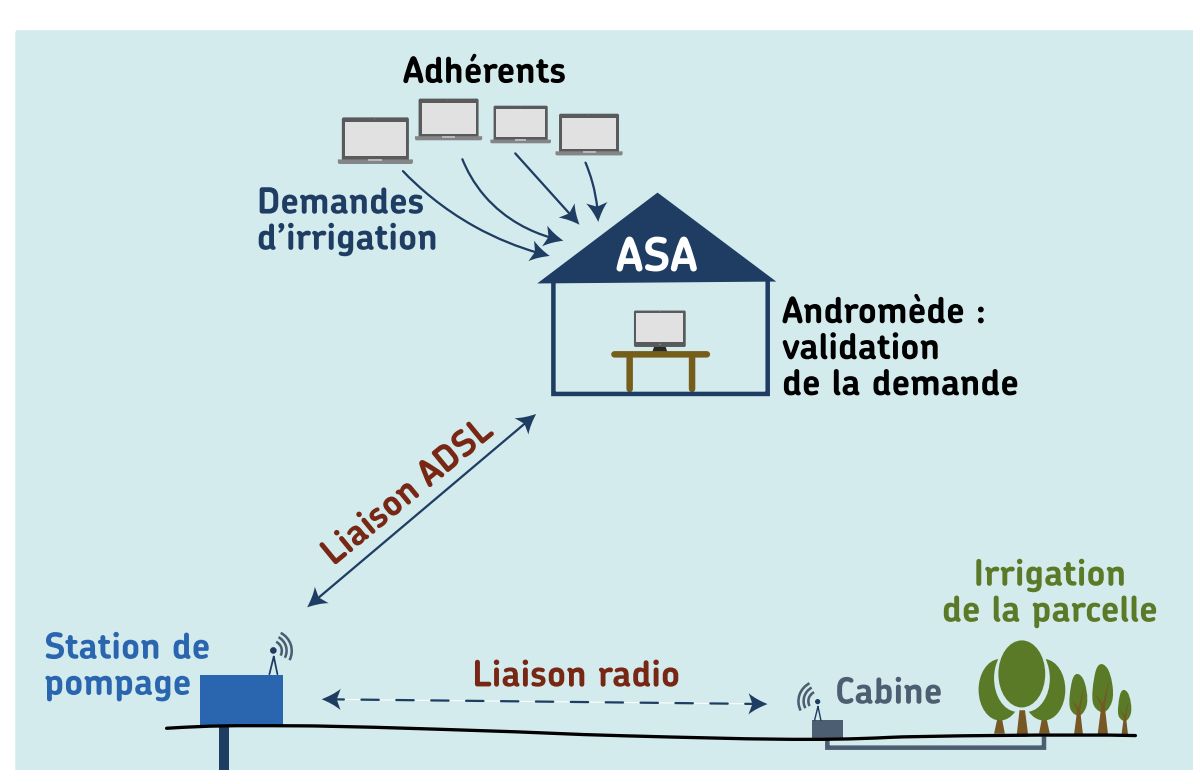 Adhérents
Demandes
d'irrigation
ASA
Andromède :
validation
de la demande
Liaison ADSL
Irrigation
de la parcelle
Station de
pompage
Liaison radio
Cabine